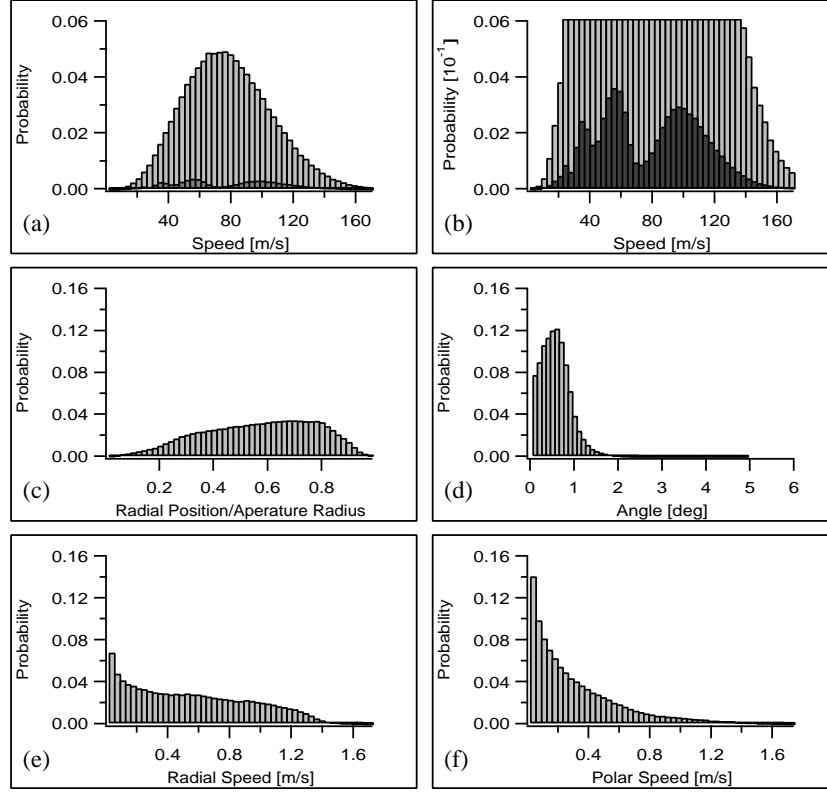 0.06
0.04
0.02
0.00
Probability
40 80 120 160
(a)
Speed [m/s]
0.06
0.04
0.02
0.00
Probability [10⁻¹]
40 80 120 160
(b)
Speed [m/s]
0.16
0.12
0.08
0.04
0.00
Probability
0.2 0.4 0.6 0.8
(c)
Radial Position/Aperature Radius
0.16
0.12
0.08
0.04
0.00
Probability
0 1 2 3 4 5 6
(d)
Angle [deg]
0.16
0.12
0.08
0.04
0.00
Probability
0.4 0.8 1.2 1.6
(e)
Radial Speed [m/s]
0.16
0.12
0.08
0.04
0.00
Probability
0.4 0.8 1.2 1.6
(f)
Polar Speed [m/s]